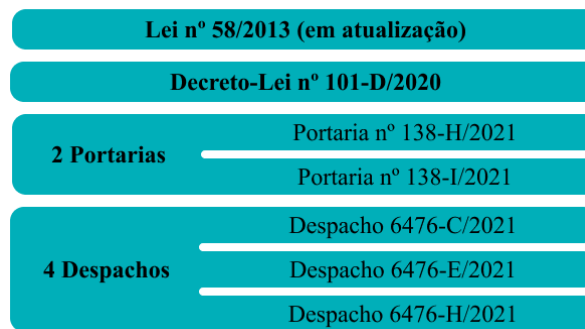 Lei nº 58/2013 (em atualização)
Decreto-Lei nº 101-D/2020
2 Portarias
Portaria nº 138-H/2021
Portaria nº 138-I/2021
4 Despachos
Despacho 6476-C/2021
Despacho 6476-E/2021
Despacho 6476-H/2021